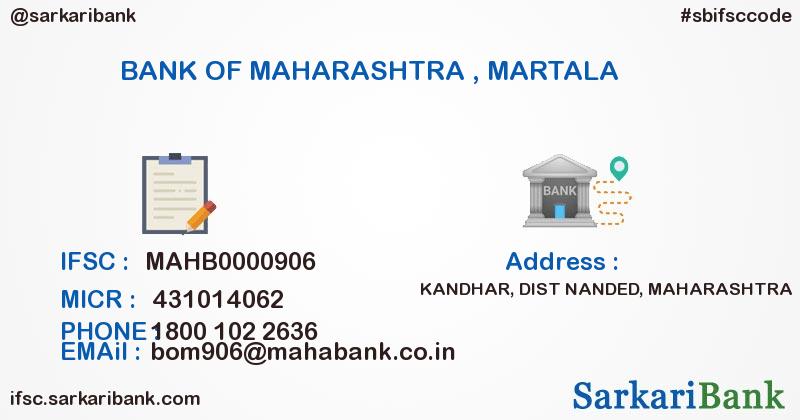 @sarkaribank
#sbifsccode
BANK OF MAHARASHTRA , MARTALA
BANK
IFSC : MAHB0000906
MICR : 431014062
PHONE : 1800 102 2636
EMAil : bom906@mahabank.co.in
Address :
KANDHAR, DIST NANDED, MAHARASHTRA
ifsc.sarkaribank.com
SarkariBank